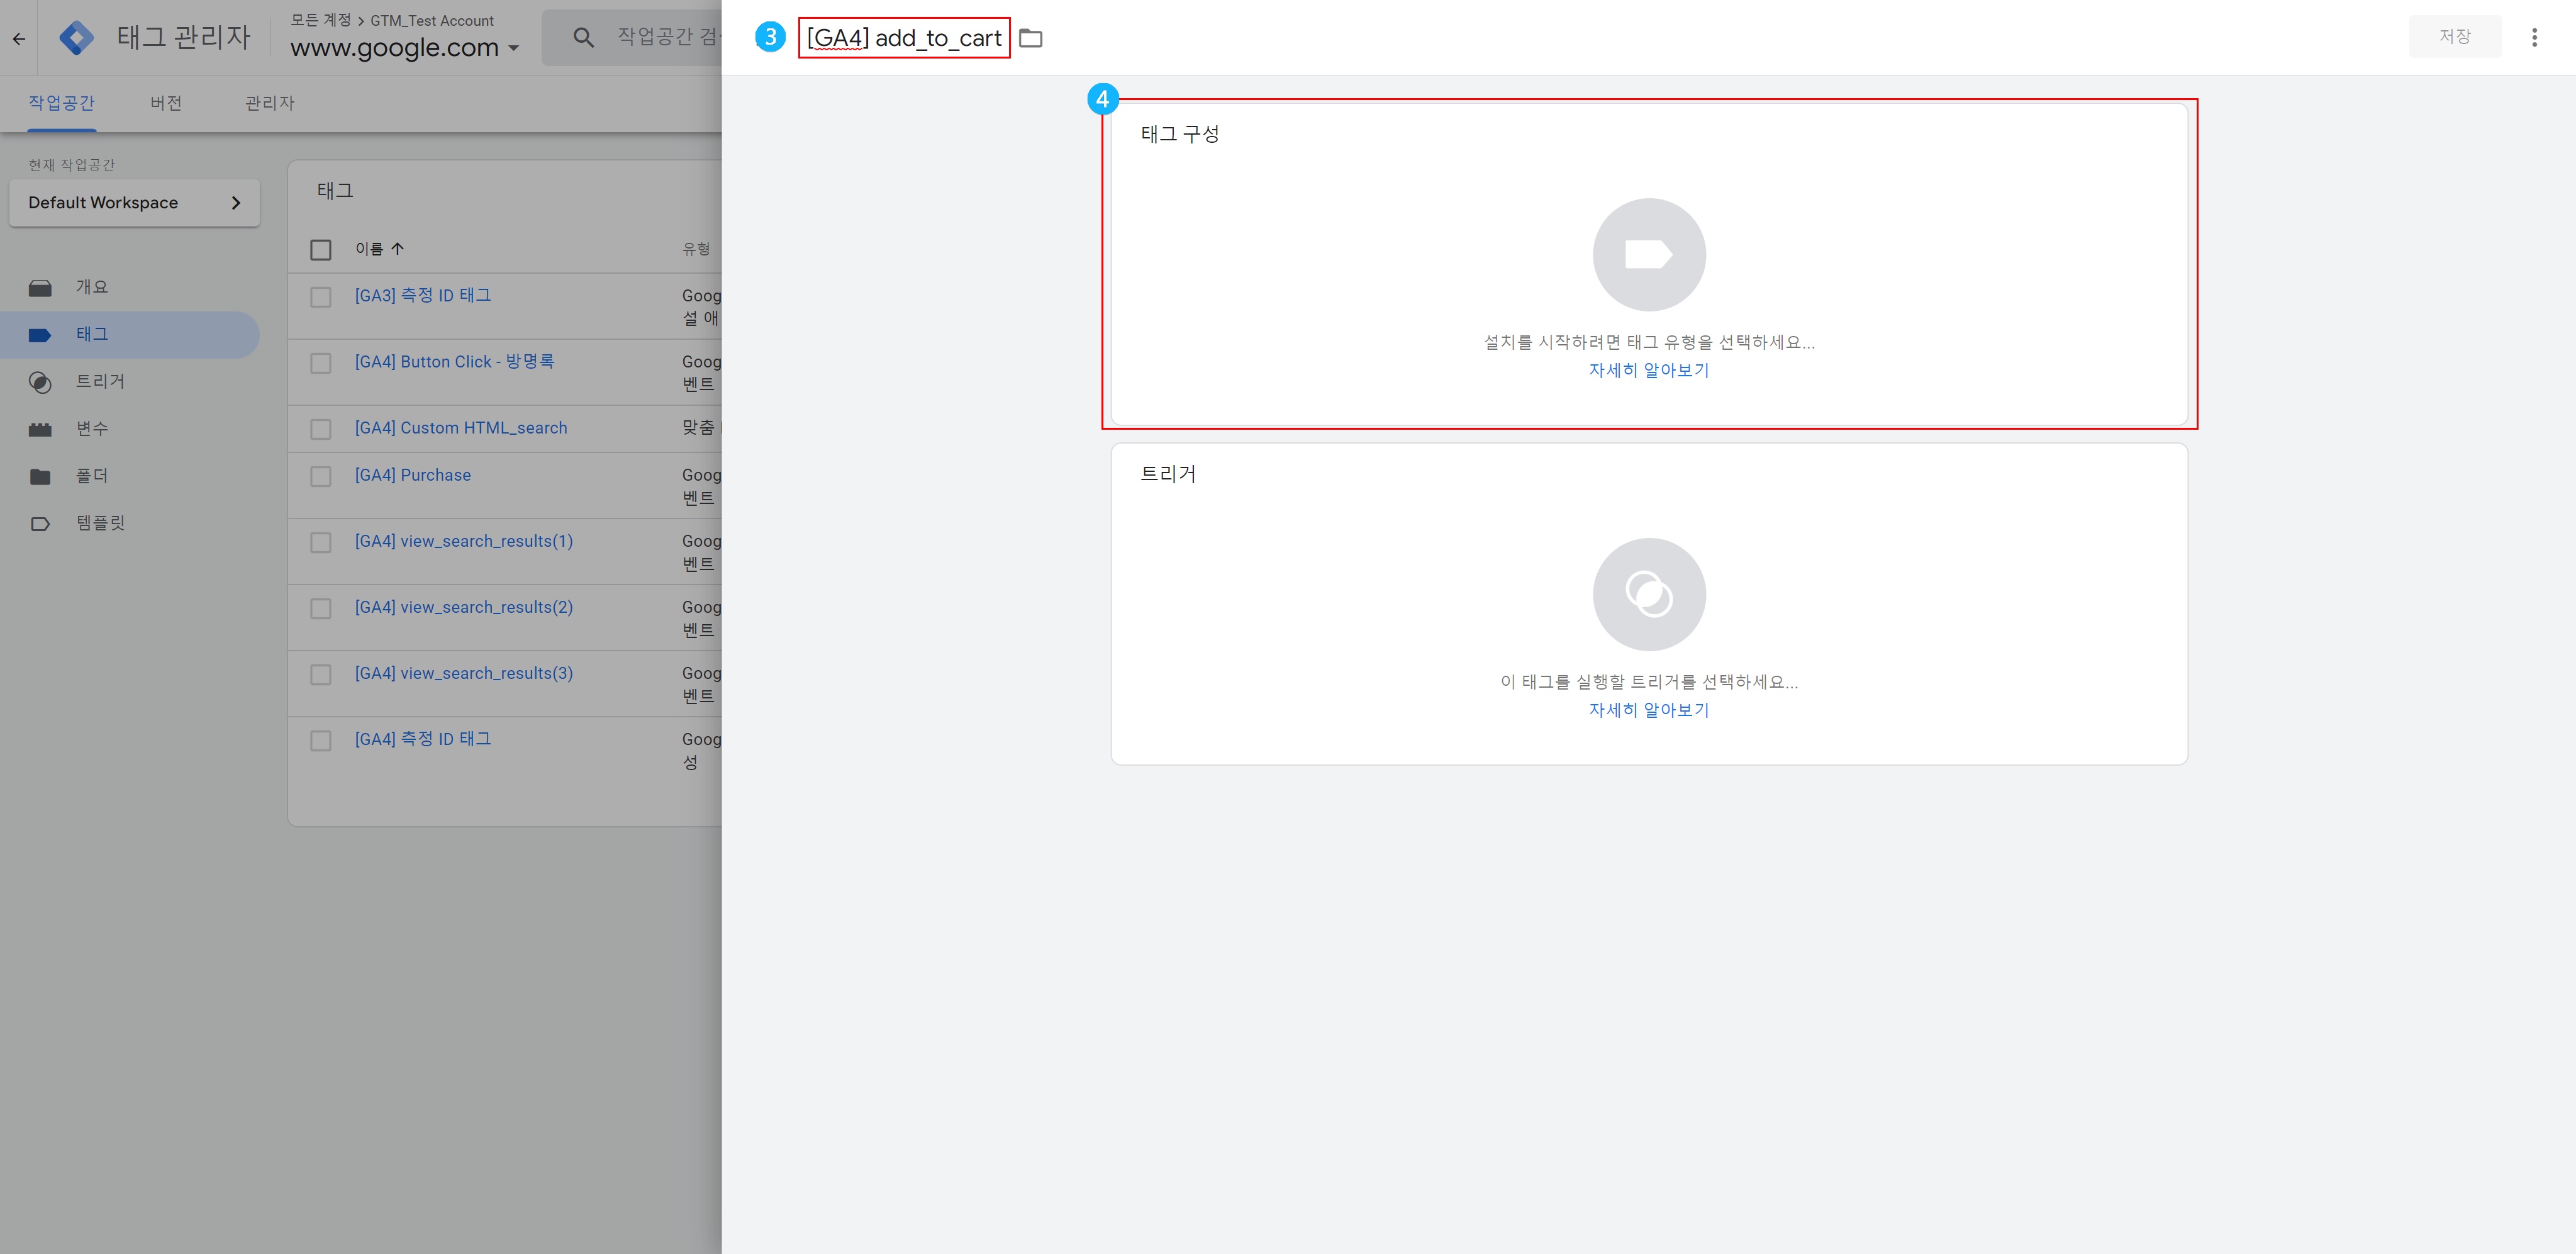 태그 관리자
모든 계정 > GTM_Test Account
www.google.com
작업공간 검
3
[GA4] add_to_cart
저장
작업공간
버전
관리자
현재 작업공간
Default Workspace
개요
태그
트리거
변수
폴더
템플릿
태그
이름
유형
[GA3] 측정 ID 태그
Goog
설 애
[GA4] Button Click - 방명록
Goog
벤트
[GA4] Custom HTML_search
맞춤
[GA4] Purchase
Goog
벤트
[GA4] view_search_results(1)
Goog
벤트
[GA4] view_search_results(2)
Goog
벤트
[GA4] view_search_results(3)
Goog
벤트
[GA4] 측정 ID 태그
Goog
성
4
태그 구성
설치를 시작하려면 태그 유형을 선택하세요...
자세히 알아보기
트리거
이 태그를 실행할 트리거를 선택하세요...
자세히 알아보기